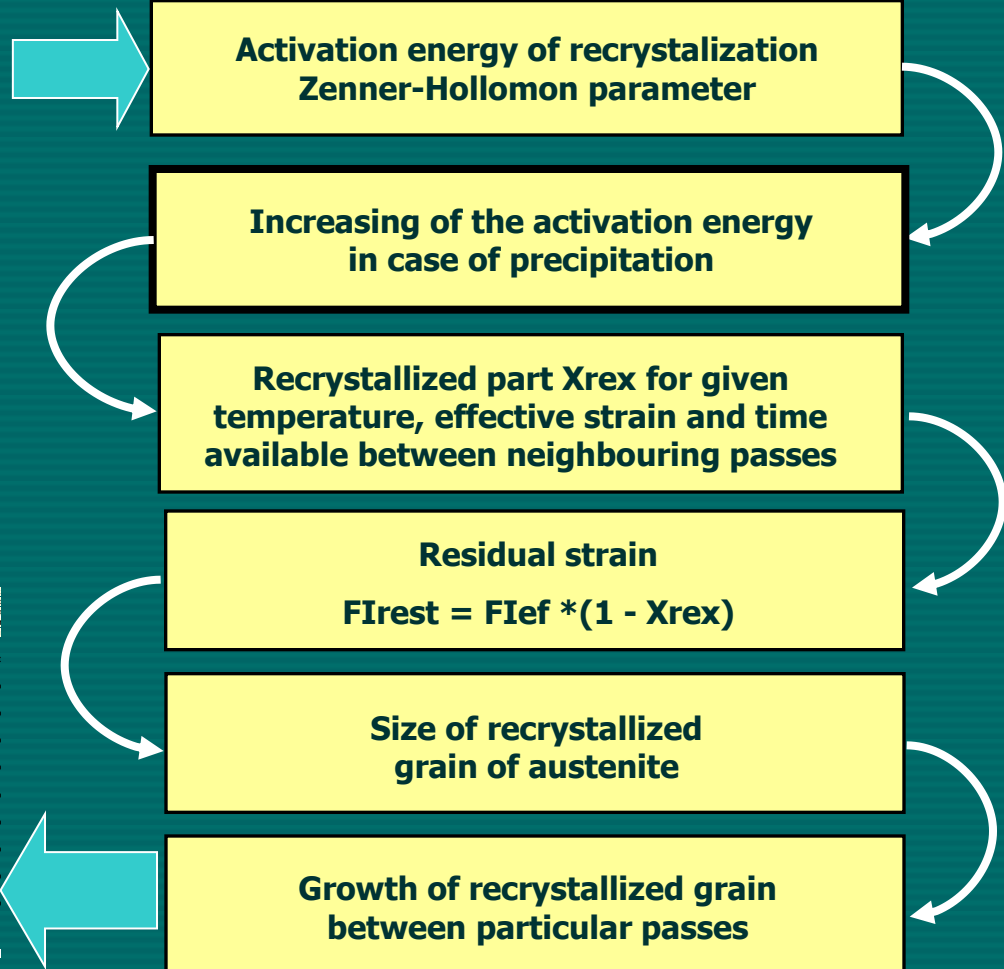 Activation energy of recrystalization
Zenner-Hollomon parameter
Increasing of the activation energy
in case of precipitation
Recrystallized part Xrex for given
temperature, effective strain and time
available between neighbouring passes
Residual strain
FIrest = FIef *(1 - Xrex)
Size of recrystallized
grain of austenite
Growth of recrystallized grain
between particular passes